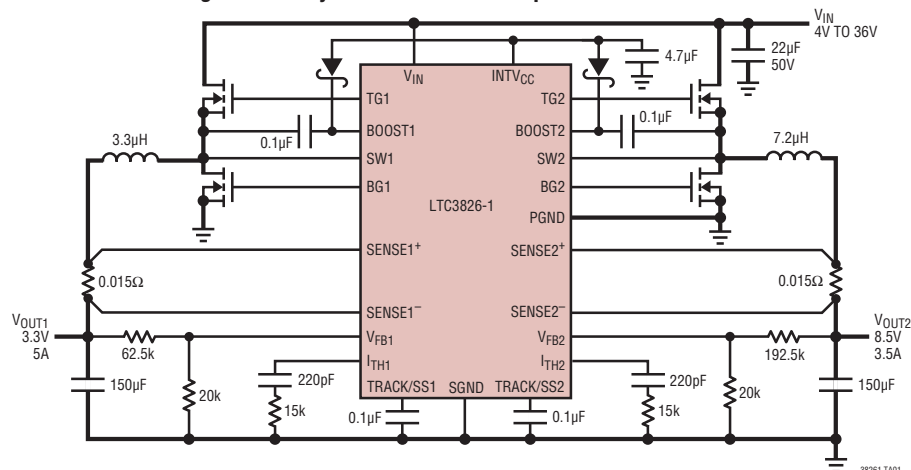 V_IN
4V TO 36V
4.7μF
22μF
50V
V_IN
INTV_CC
TG1
TG2
0.1μF
BOOST1
BOOST2
0.1μF
3.3μH
7.2μH
SW1
SW2
BG1
BG2
LTC3826-1
PGND
SENSE1+
SENSE2+
0.015Ω
0.015Ω
SENSE1−
SENSE2−
V_OUT1
3.3V
5A
V_OUT2
8.5V
3.5A
62.5k
V_FB1
V_FB2
192.5k
I_TH1
I_TH2
150μF
20k
220pF
15k
TRACK/SS1
SGND
TRACK/SS2
0.1μF
0.1μF
220pF
15k
20k
150μF
38261 TA01